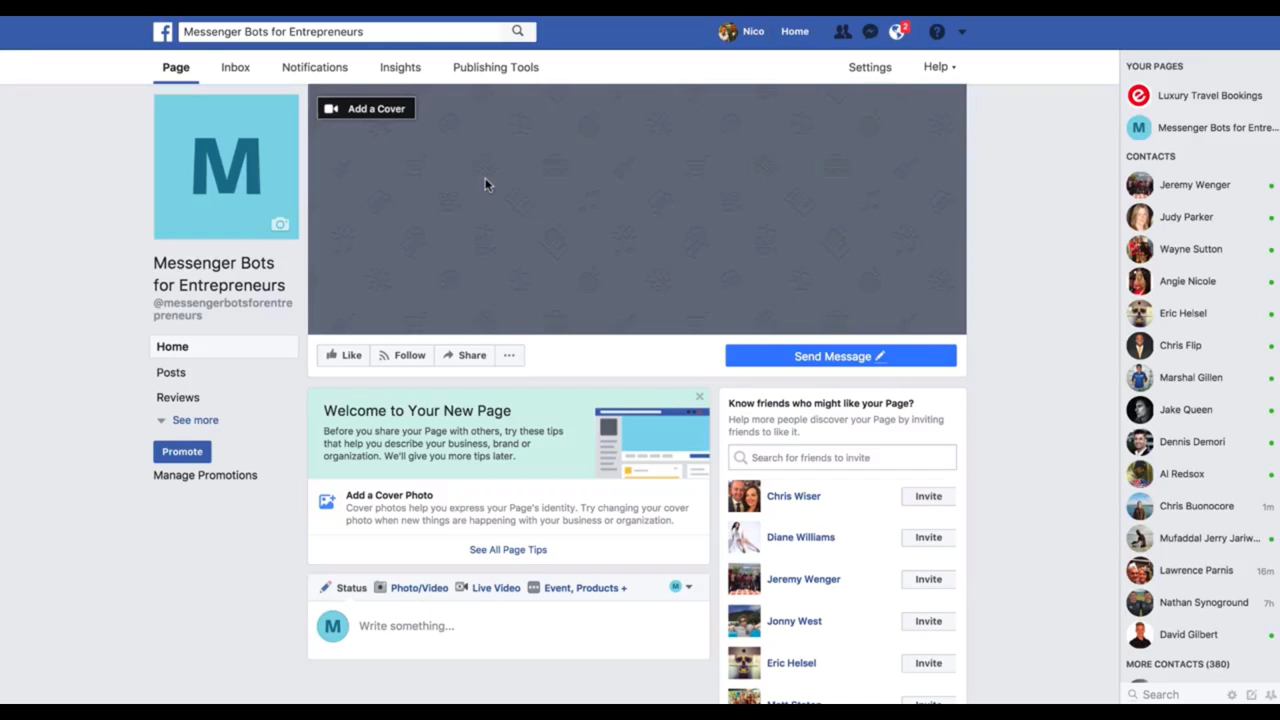 Messenger Bots for Entrepreneurs
Nico
Home
2
Page
Inbox
Notifications
Insights
Publishing Tools
Settings
Help
M
Add a Cover
Messenger Bots
for Entrepreneurs
@messengerbotsforentre
preneurs
Home
Posts
Reviews
See more
Promote
Manage Promotions
Like
Follow
Share
Send Message
Welcome to Your New Page
Before you share your Page with others, try these tips
that help you describe your business, brand or
organization. We'll give you more tips later.
Add a Cover Photo
Cover photos help you express your Page's identity. Try changing your cover
photo when new things are happening with your business or organization.
See All Page Tips
Status
Photo/Video
Live Video
Event, Products +
M
M
Write something...
Know friends who might like your Page?
Help more people discover your Page by inviting
friends to like it.
Search for friends to invite
Chris Wiser
Invite
Diane Williams
Invite
Jeremy Wenger
Invite
Jonny West
Invite
Eric Helsel
Invite
YOUR PAGES
Luxury Travel Bookings
M
Messenger Bots for Entre...
CONTACTS
Jeremy Wenger
Judy Parker
Wayne Sutton
Angie Nicole
Eric Helsel
Chris Flip
Marshal Gillen
Jake Queen
Dennis Demori
Al Redsox
Chris Buonocore 1m
Mufaddal Jerry Jariw...
Lawrence Parnis 16m
Nathan Synoground 7h
David Gilbert
MORE CONTACTS (380)
Search